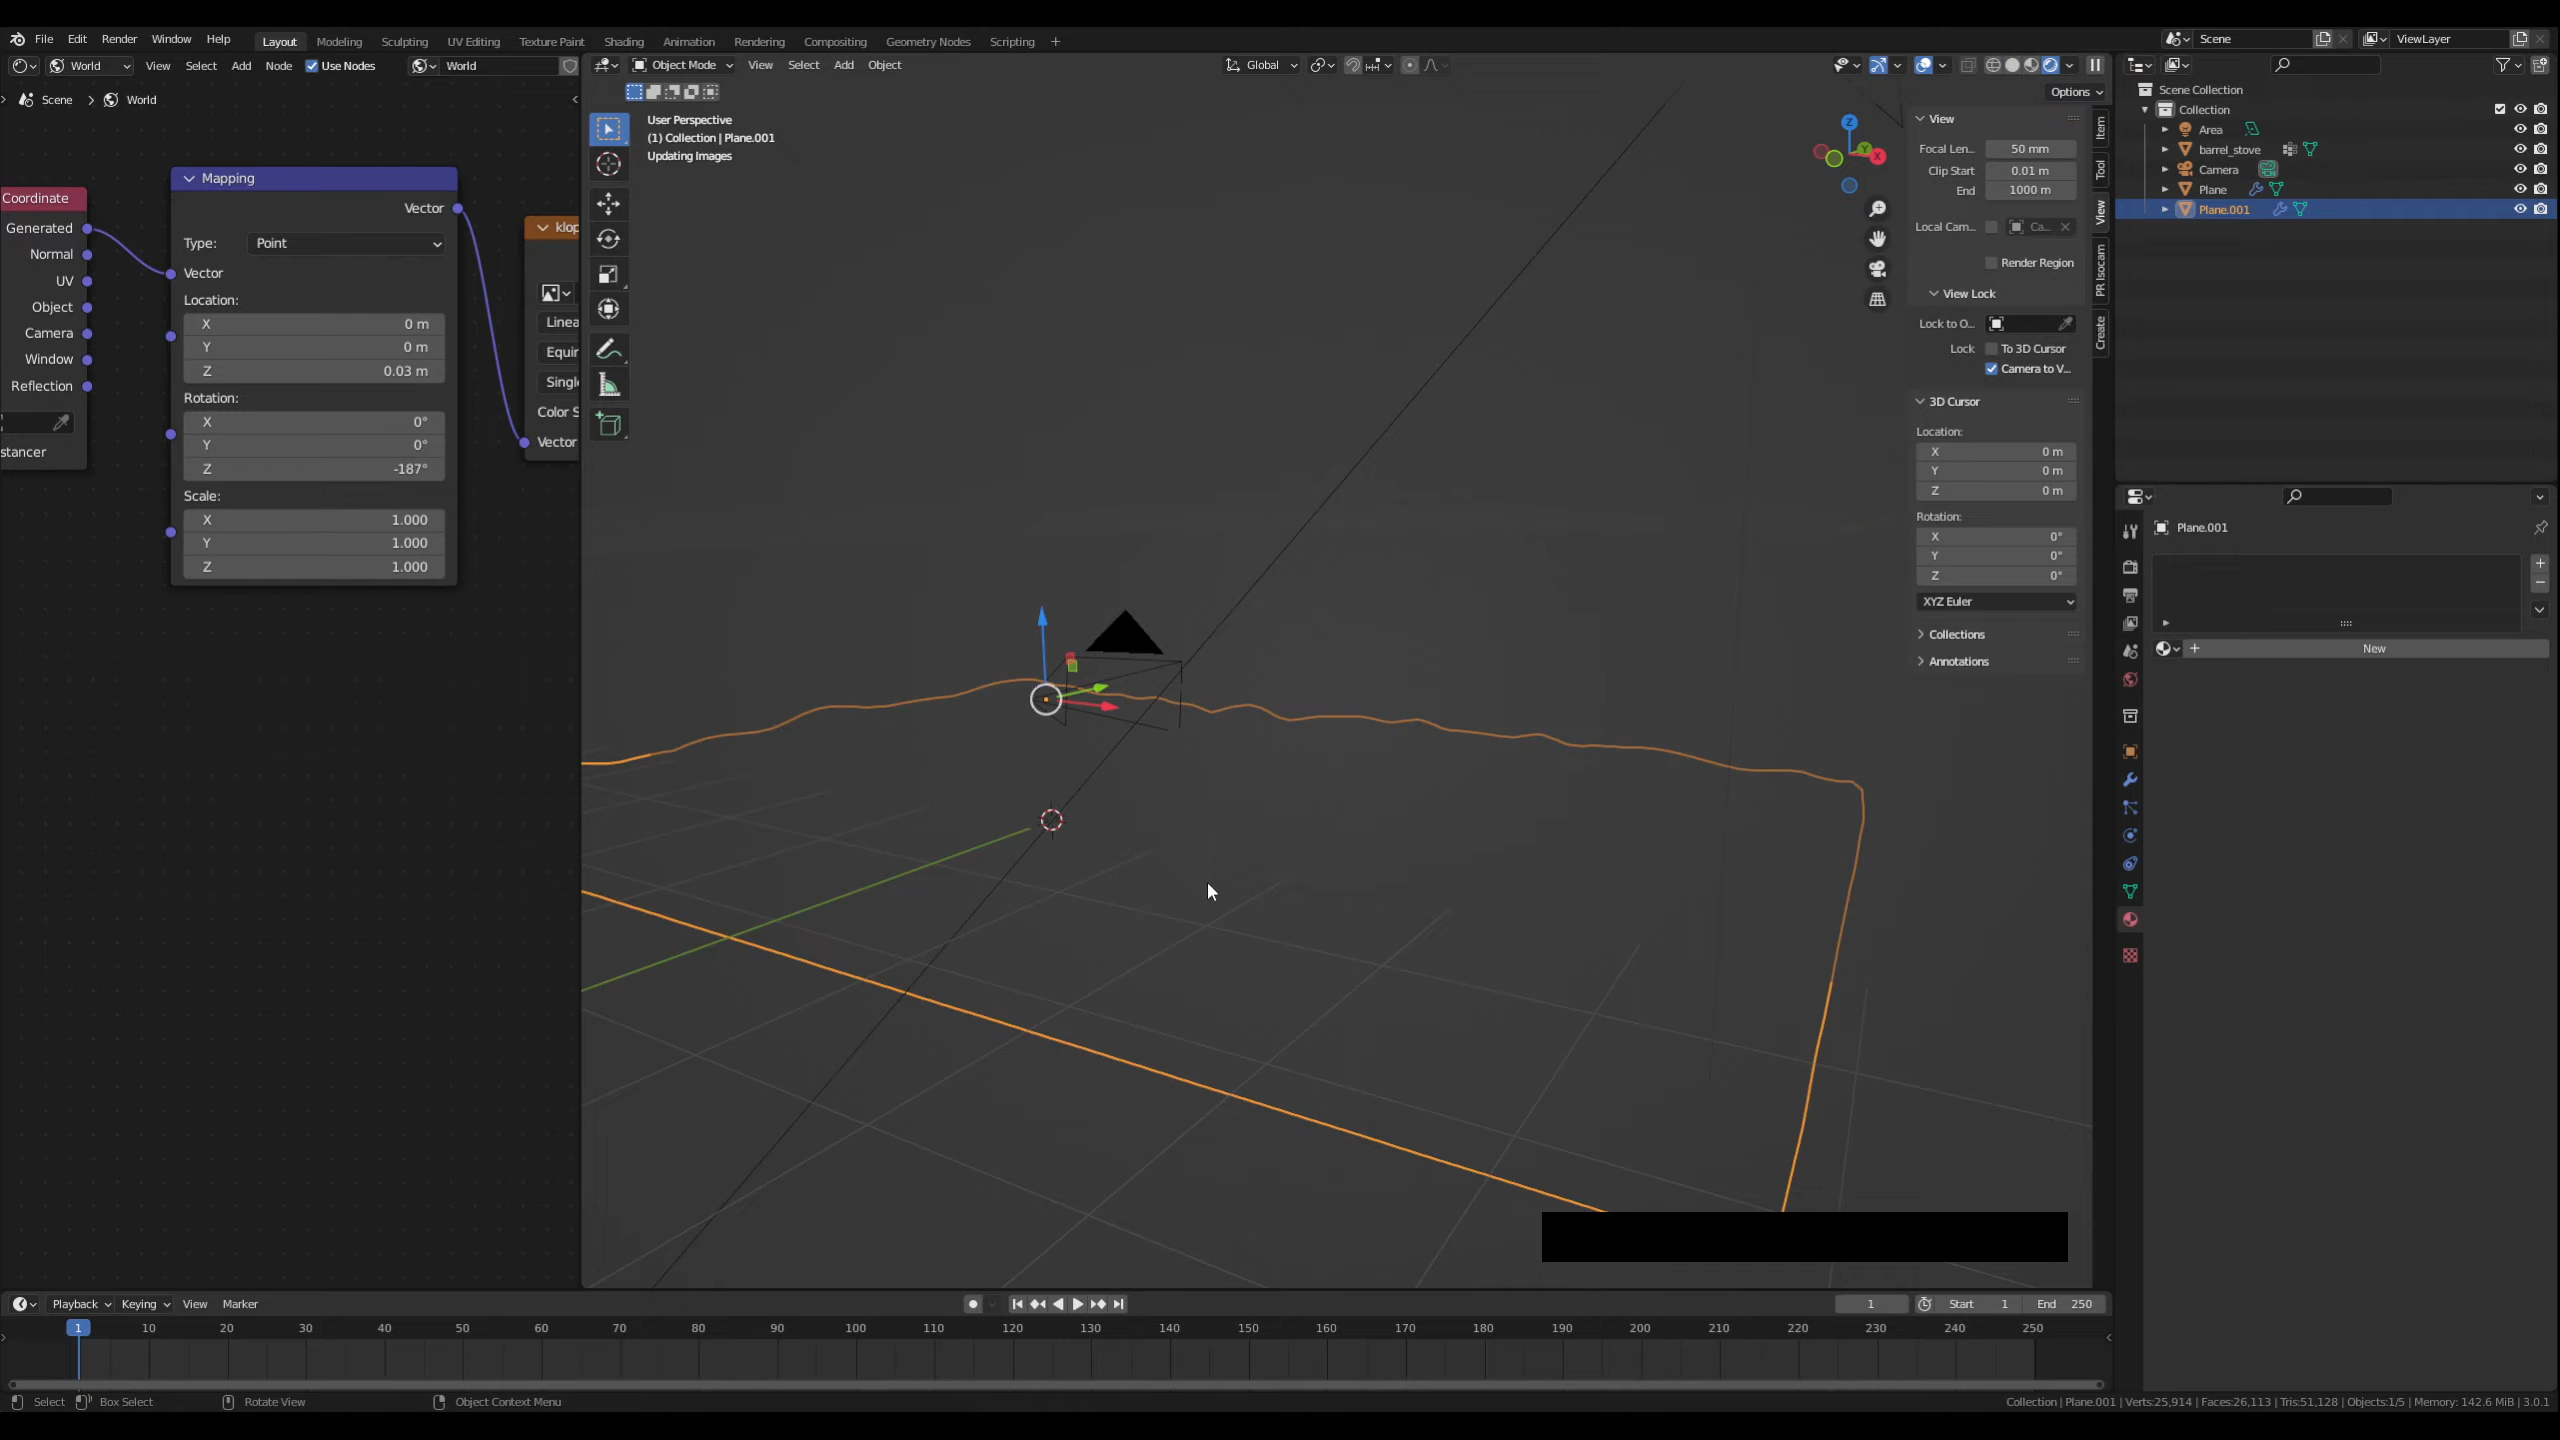 File Edit Render Window Help Layout Modeling Sculpting UV Editing Texture Paint Shading Animation Rendering Compositing Geometry Nodes Scripting + Scene ViewLayer
World View Select Add Node Use Nodes World Object Mode View Select Add Object Global
Scene > World
Options
Coordinate
Generated
Normal
UV
Object
Camera
Window
Reflection
stancer
Mapping
Vector
Type: Point
Vector
Location:
X 0 m
Y 0 m
Z 0.03 m
Rotation:
X 0°
Y 0°
Z -187°
Scale:
X 1.000
Y 1.000
Z 1.000
klop
Linea
Equir
Singl
Color S
Vector
User Perspective
(1) Collection | Plane.001
Updating Images
Z
Y
X
View
Focal Len... 50 mm
Clip Start 0.01 m
End 1000 m
Local Cam... Ca...
Render Region
View Lock
Lock to O...
Lock To 3D Cursor
Camera to V...
3D Cursor
Location:
X 0 m
Y 0 m
Z 0 m
Rotation:
X 0°
Y 0°
Z 0°
XYZ Euler
Collections
Annotations
Item
Tool
View
PR Isocam
Create
Scene Collection
Collection
Area
barrel_stove
Camera
Plane
Plane.001
Plane.001
New
Playback Keying View Marker 1 Start 1 End 250
1 10 20 30 40 50 60 70 80 90 100 110 120 130 140 150 160 170 180 190 200 210 220 230 240 250
Select Box Select Rotate View Object Context Menu Collection | Plane.001 | Verts:25,914 | Faces:26,113 | Tris:51,128 | Objects:1/5 | Memory: 142.6 MiB | 3.0.1